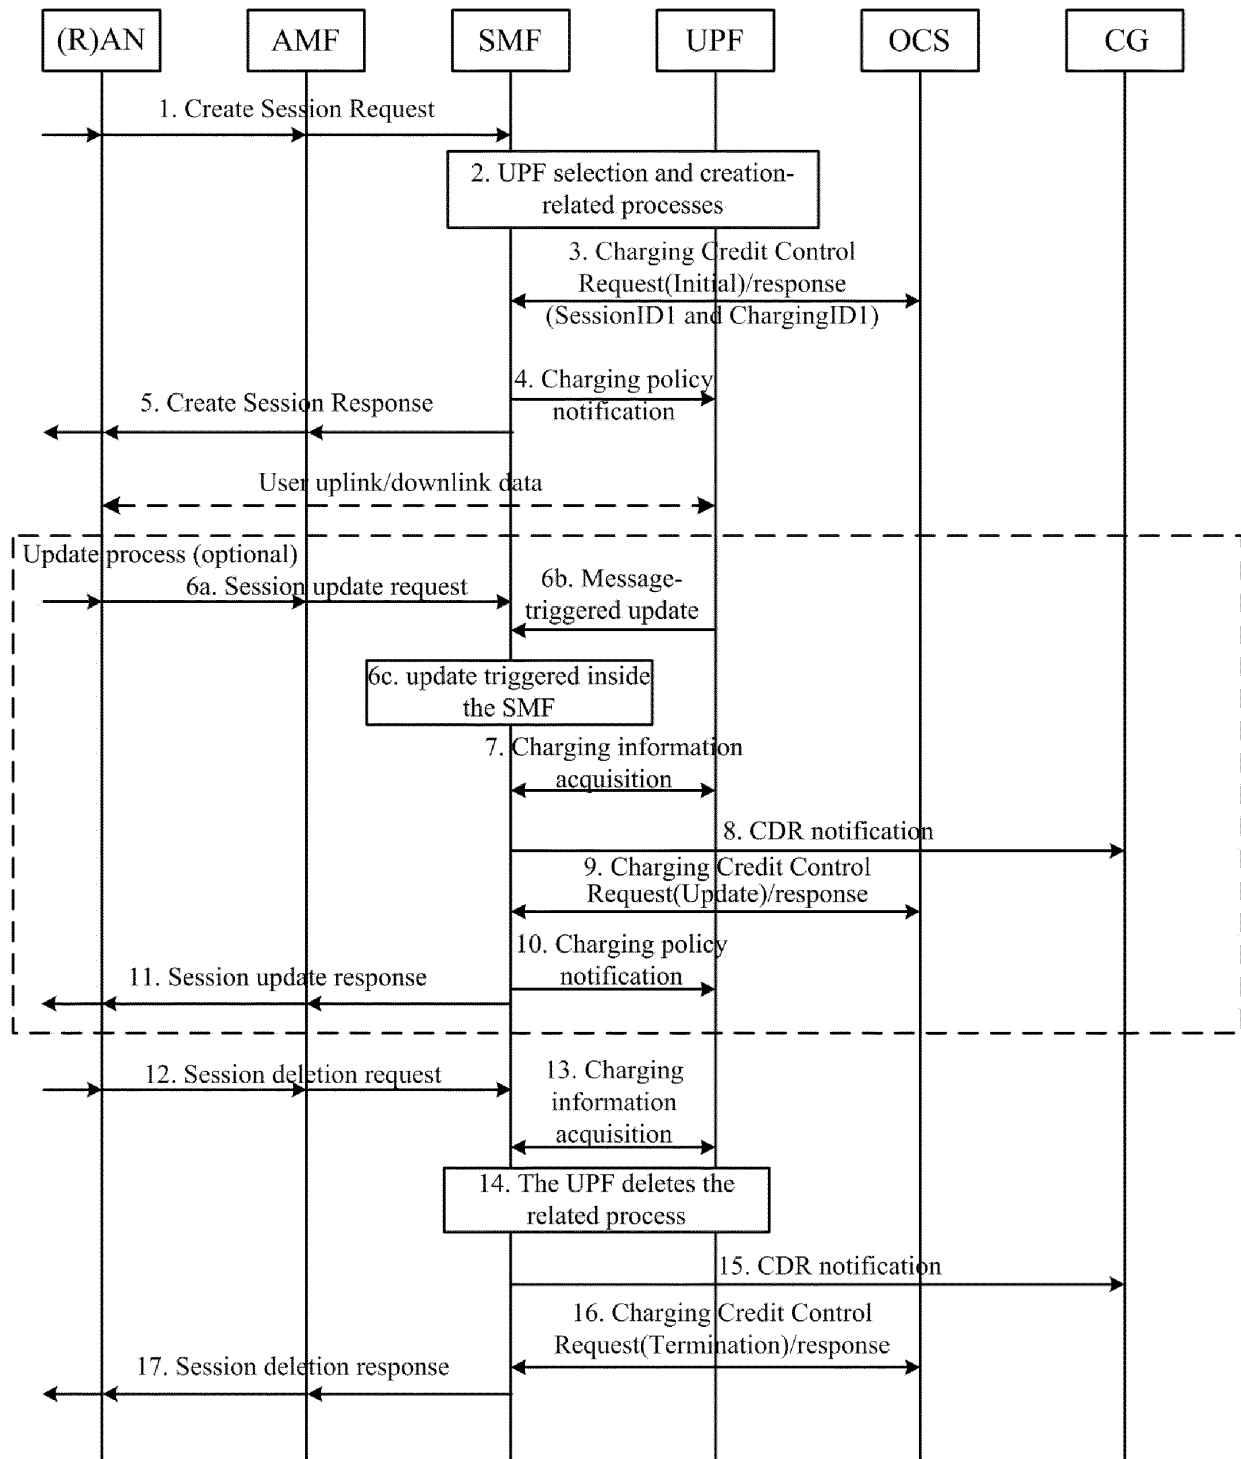 (R)AN
AMF
SMF
UPF
OCS
CG
1. Create Session Request
2. UPF selection and creation-
related processes
3. Charging Credit Control
Request(Initial)/response
(SessionID1 and ChargingID1)
4. Charging policy
notification
5. Create Session Response
User uplink/downlink data
Update process (optional)
6a. Session update request
6b. Message-
triggered update
6c. update triggered inside
the SMF
7. Charging information
acquisition
8. CDR notification
9. Charging Credit Control
Request(Update)/response
10. Charging policy
notification
11. Session update response
12. Session deletion request
13. Charging
information
acquisition
14. The UPF deletes the
related process
15. CDR notification
16. Charging Credit Control
Request(Termination)/response
17. Session deletion response